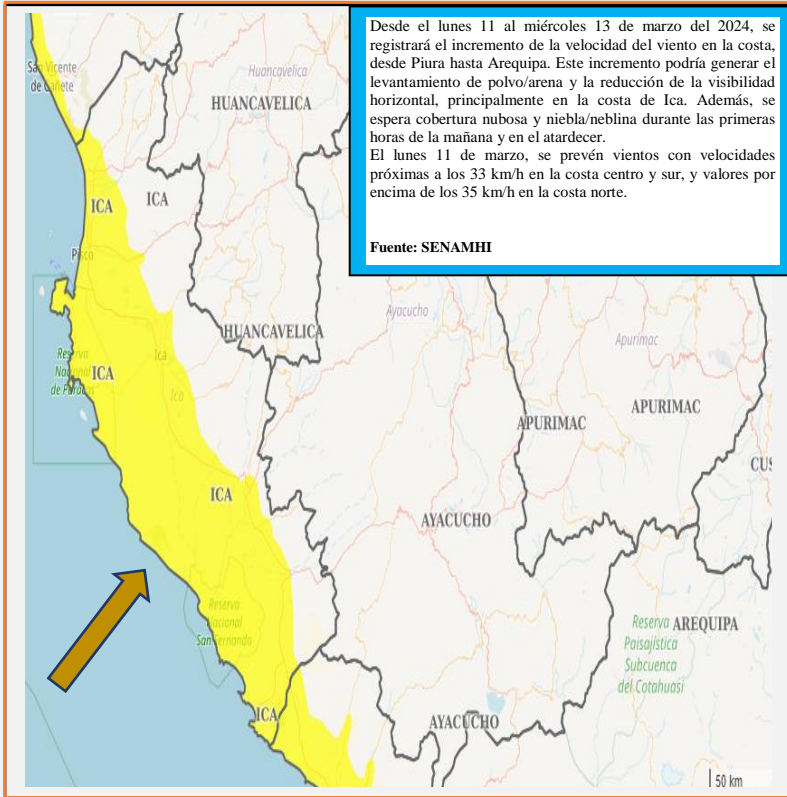 Desde el lunes 11 al miércoles 13 de marzo del 2024, se
registrará el incremento de la velocidad del viento en la costa,
desde Piura hasta Arequipa. Este incremento podría generar el
levantamiento de polvo/arena y la reducción de la visibilidad
horizontal, principalmente en la costa de Ica. Además, se
espera cobertura nubosa y niebla/neblina durante las primeras
horas de la mañana y en el atardecer.
El lunes 11 de marzo, se prevén vientos con velocidades
próximas a los 33 km/h en la costa centro y sur, y valores por
encima de los 35 km/h en la costa norte.
Fuente: SENAMHI
San Vicente
de Cañete
Huancavelica
HUANCAVELICA
ICA
ICA
Pisco
Ayacucho
HUANCAVELICA
Apurimac
Reserva
Nacional
de Paracas
Ica
ICA
Ica
APURIMAC
APURIMAC
CUS
ICA
AYACUCHO
Reserva
Nacional
San Fernando
Reserva
Paisajística
Subcuenca
del Cotahuasi
AREQUIPA
ICA
AYACUCHO
50 km